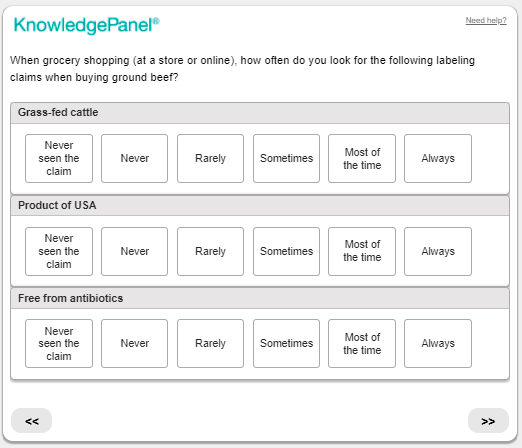 KnowledgePanel®
Need help?
When grocery shopping (at a store or online), how often do you look for the following labeling
claims when buying ground beef?
Grass-fed cattle
Never
seen the
claim
Never
Rarely
Sometimes
Most of
the time
Always
Product of USA
Never
seen the
claim
Never
Rarely
Sometimes
Most of
the time
Always
Free from antibiotics
Never
seen the
claim
Never
Rarely
Sometimes
Most of
the time
Always
<<
>>